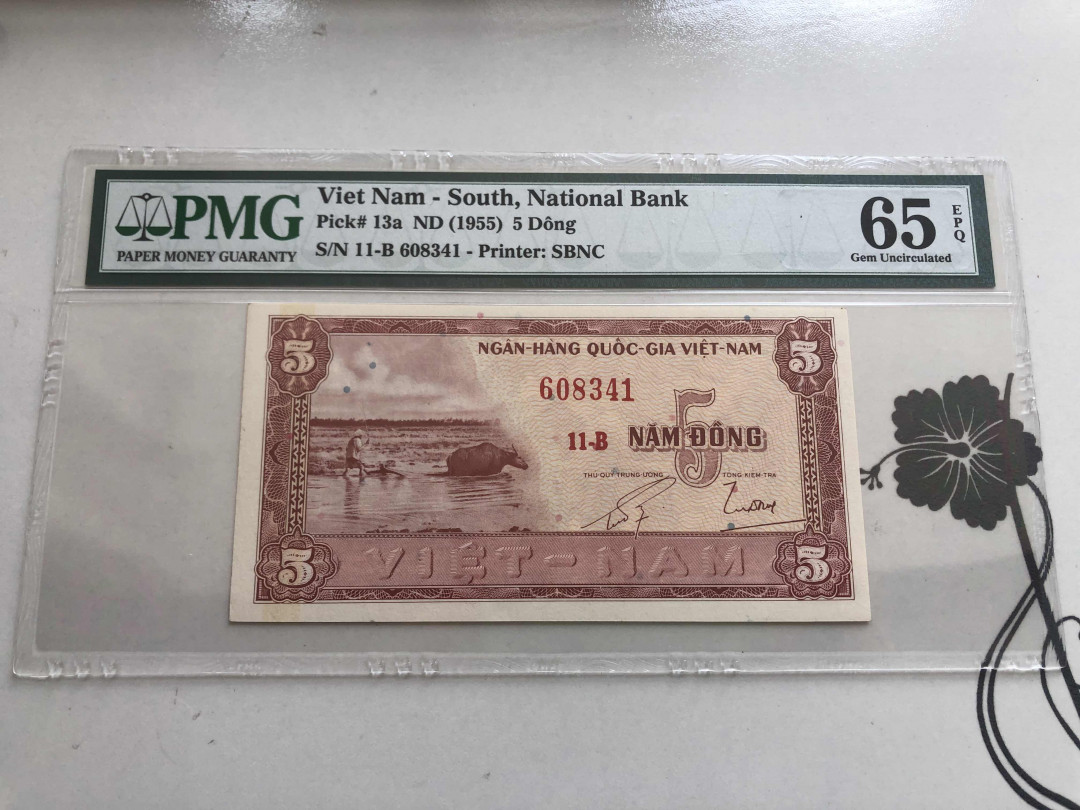 PMG
PAPER MONEY GUARANTY
Viet Nam - South, National Bank
Pick# 13a ND (1955) 5 Dông
S/N 11-B 608341 - Printer: SBNC
65 EPQ
Gem Uncirculated
5
5
NGÂN-HÀNG QUỐC-GIA VIỆT-NAM
608341
11-B
NĂM ĐỒNG
5
THỦ-QUỸ TRUNG-ƯƠNG
TỔNG KIỂM-TRA
5
VIỆT-NAM
5